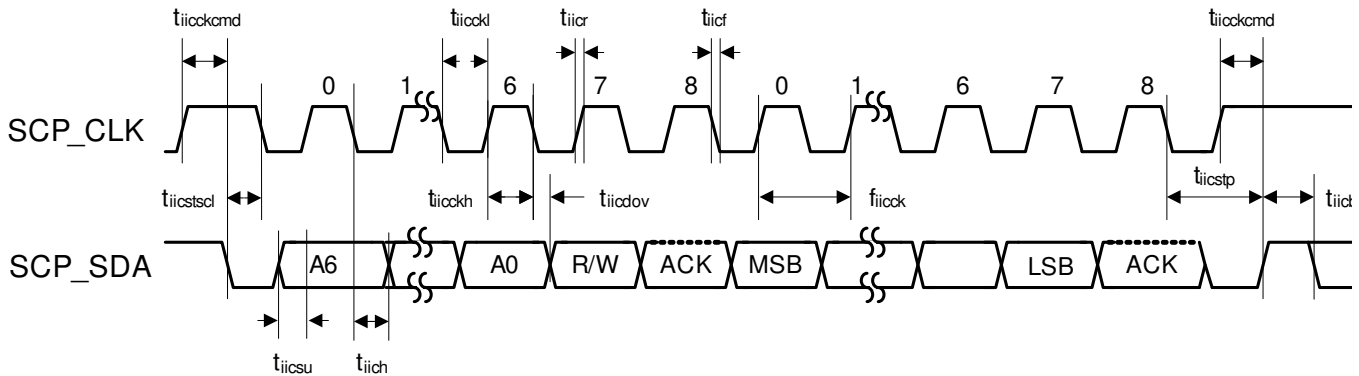 tiicckcmd tiicckl tiicr tiicf tiicckcmd
0 1 6 7 8 0 1 6 7 8
SCP_CLK
tiicstscl tiicckh tiicdov fiicck tiicstp tiicb
SCP_SDA A6 A0 R/W ACK MSB LSB ACK
tiicsu tiich